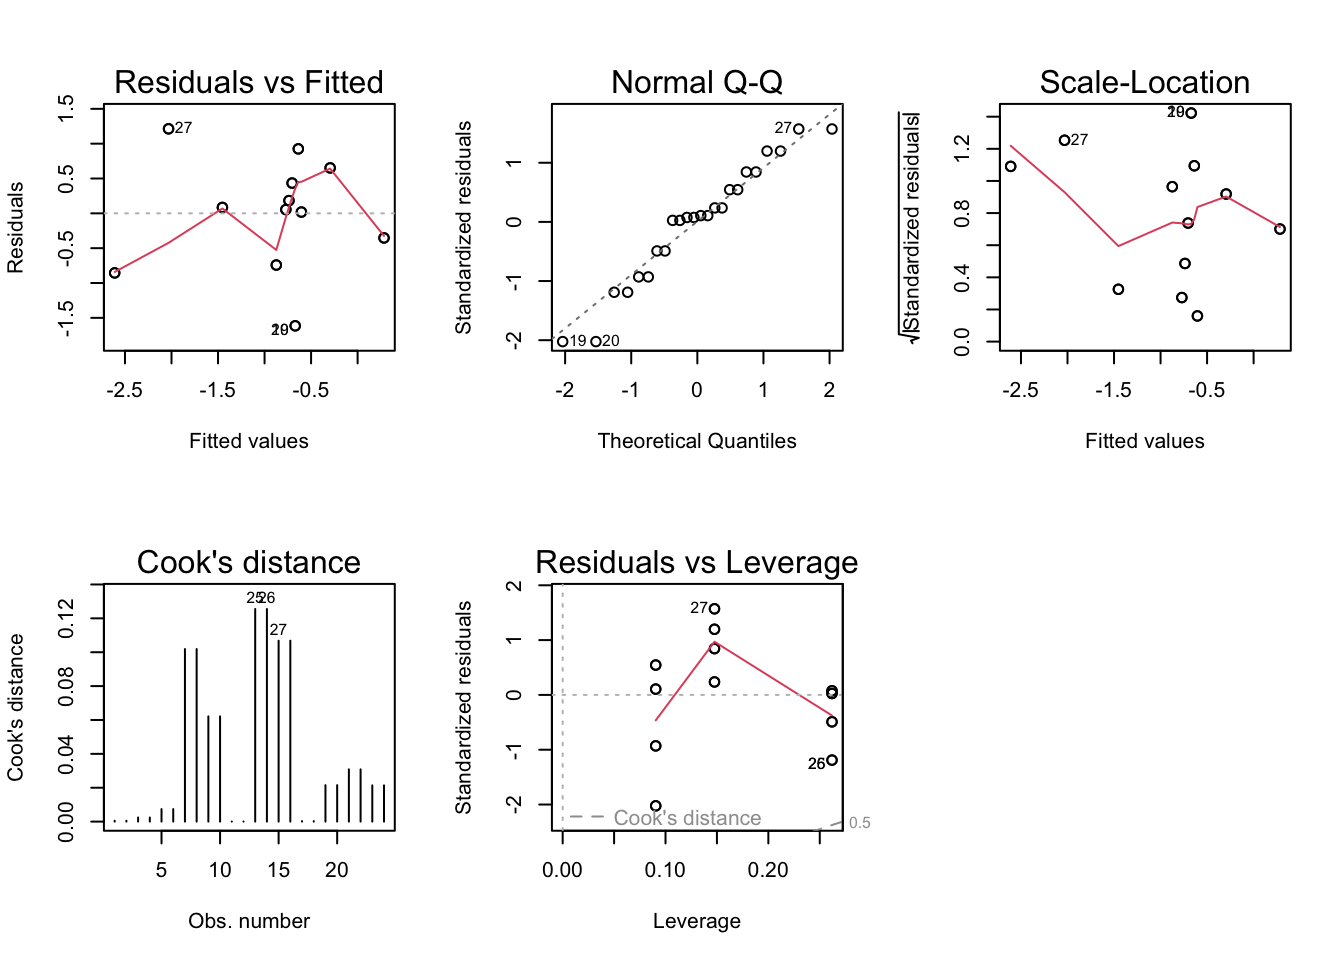 Residuals vs Fitted
Residuals
1.5
0.5
-0.5
-1.5
27
-2.5 -1.5 -0.5
Fitted values
Normal Q-Q
Standardized residuals
1
0
-1
-2
27
19 20
-2 -1 0 1 2
Theoretical Quantiles
Scale-Location
√|Standardized residuals|
1.2
0.8
0.4
0.0
27
-2.5 -1.5 -0.5
Fitted values
Cook's distance
Cook's distance
0.12
0.08
0.04
0.00
25 26
27
5 10 15 20
Obs. number
Residuals vs Leverage
Standardized residuals
2
1
0
-1
-2
27
26
Cook's distance
0.5
0.00 0.10 0.20
Leverage